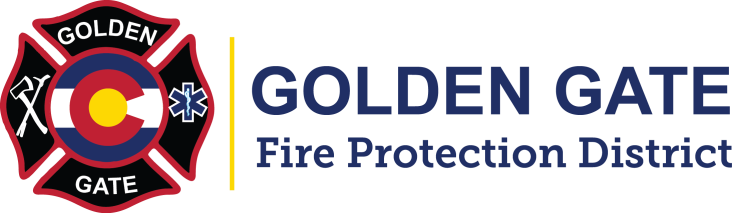 GOLDEN
GATE
GOLDEN GATE
Fire Protection District